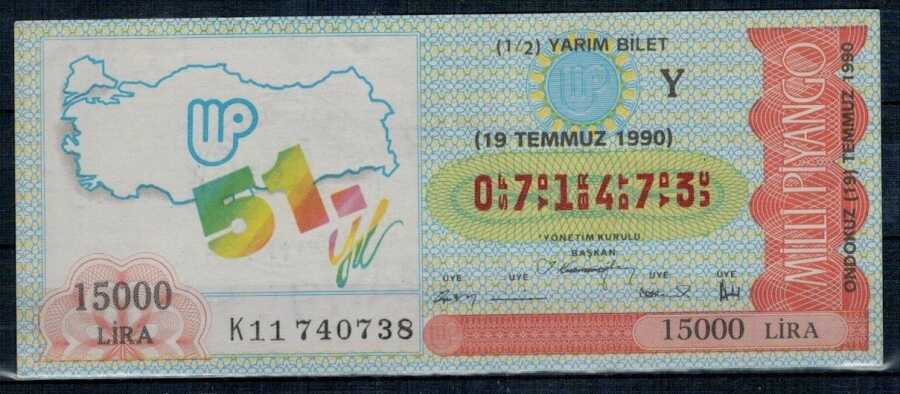 51. Yıl
15000
LİRA
K11 740738
(1/2) YARIM BİLET
Y
(19 TEMMUZ 1990)
0 7 1 4 7 3
YÖNETİM KURULU
BAŞKAN
ÜYE ÜYE ÜYE ÜYE
15000 LİRA
MİLLİ PİYANGO
ONDOKUZ (19) TEMMUZ 1990